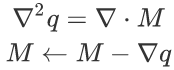 ∇²q = ∇ · M
M ← M − ∇q